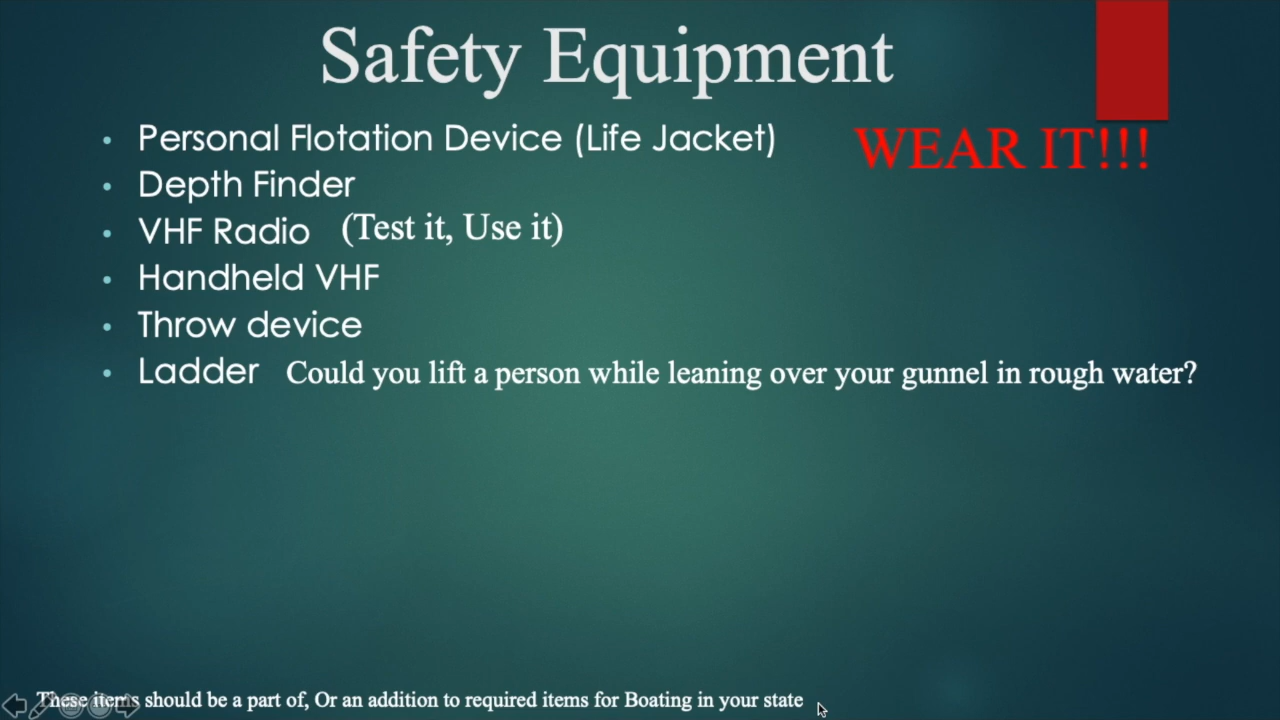 Safety Equipment
• Personal Flotation Device (Life Jacket) WEAR IT!!!
• Depth Finder
• VHF Radio (Test it, Use it)
• Handheld VHF
• Throw device
• Ladder Could you lift a person while leaning over your gunnel in rough water?
These items should be a part of, Or an addition to required items for Boating in your state